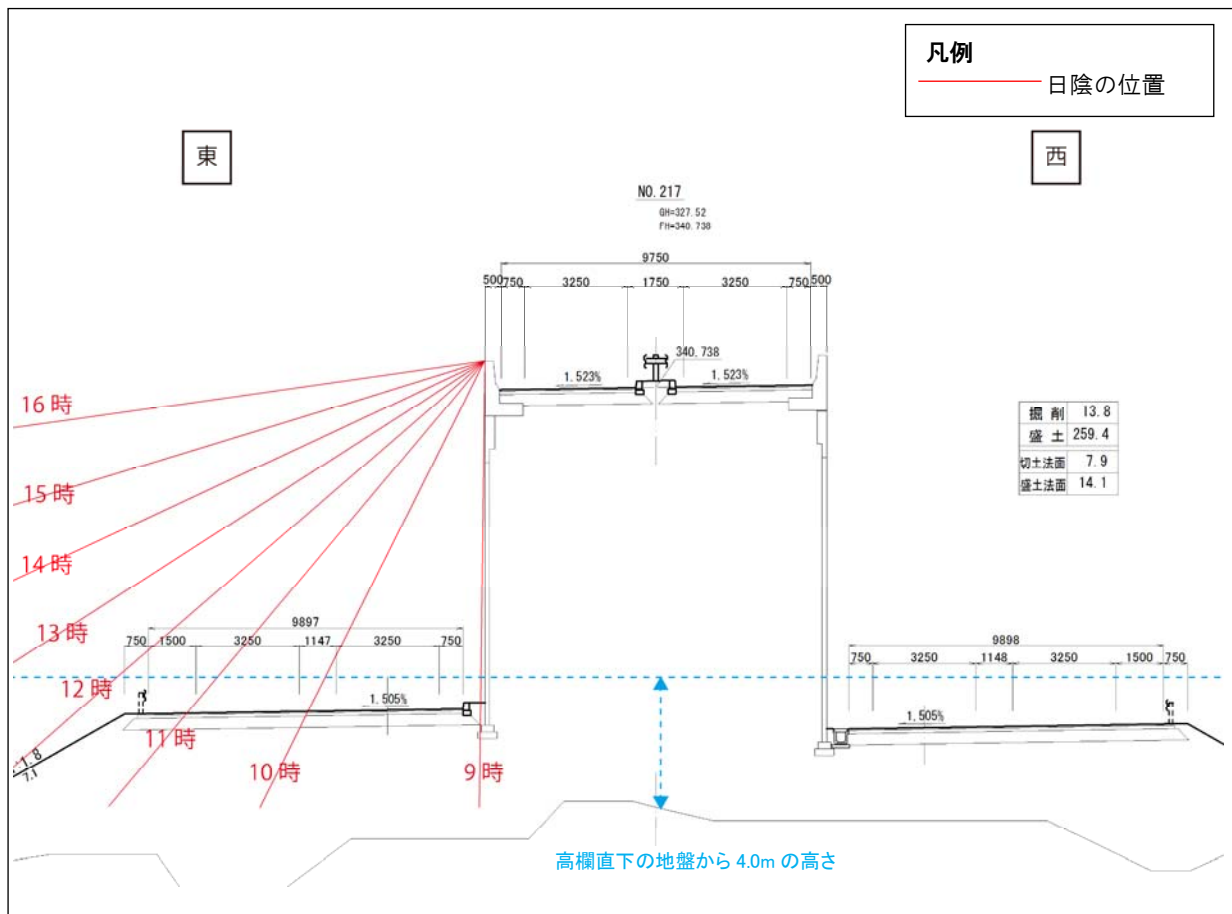 凡例
日陰の位置
東
西
NO. 217
GH=327.52
FH=340.738
9750
500 750 3250 1750 3250 750 500
340.738
1.523%
1.523%
16時
15時
14時
13時
12時
11時
10時
9時
掘削 13.8
盛土 259.4
切土法面 7.9
盛土法面 14.1
9897
750 1500 3250 1147 3250 750
1.505%
9898
750 3250 1148 3250 1500 750
1.505%
1.8
7.1
高欄直下の地盤から 4.0m の高さ